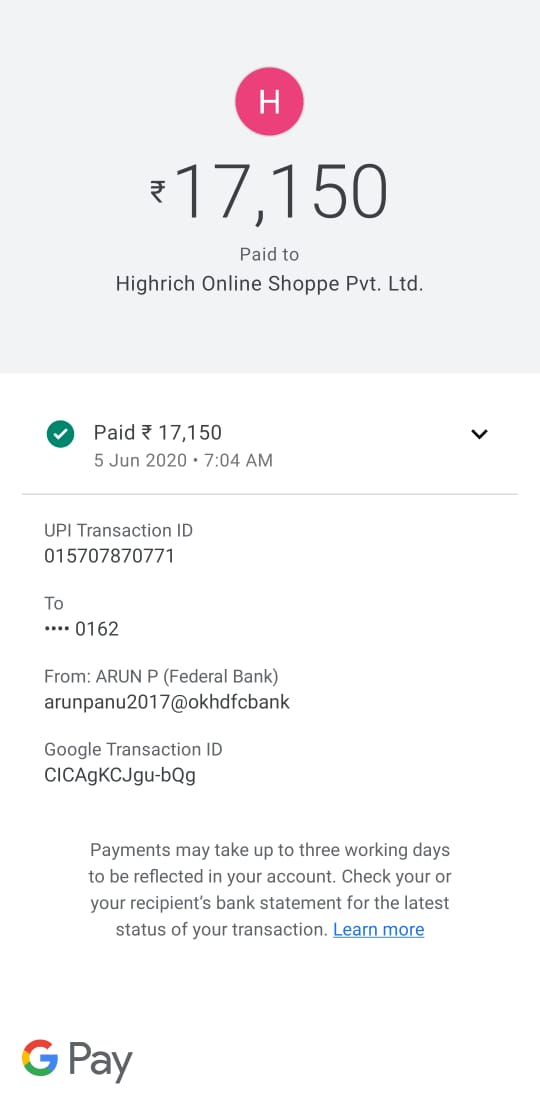 H
₹17,150
Paid to
Highrich Online Shoppe Pvt. Ltd.
Paid ₹ 17,150
5 Jun 2020 • 7:04 AM
UPI Transaction ID
015707870771
To
•••• 0162
From: ARUN P (Federal Bank)
arunpanu2017@okhdfcbank
Google Transaction ID
CICAgKCJgu-bQg
Payments may take up to three working days
to be reflected in your account. Check your or
your recipient’s bank statement for the latest
status of your transaction. Learn more
G Pay